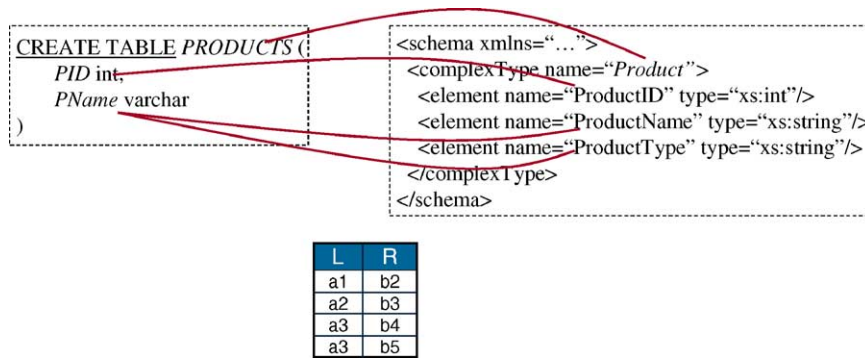 CREATE TABLE PRODUCTS (
PID int,
PName varchar
)
<schema xmlns=“...”>
<complexType name=“Product”>
<element name=“ProductID” type=“xs:int”/>
<element name=“ProductName” type=“xs:string”/>
<element name=“ProductType” type=“xs:string”/>
</complexType>
</schema>
L R
a1 b2
a2 b3
a3 b4
a3 b5